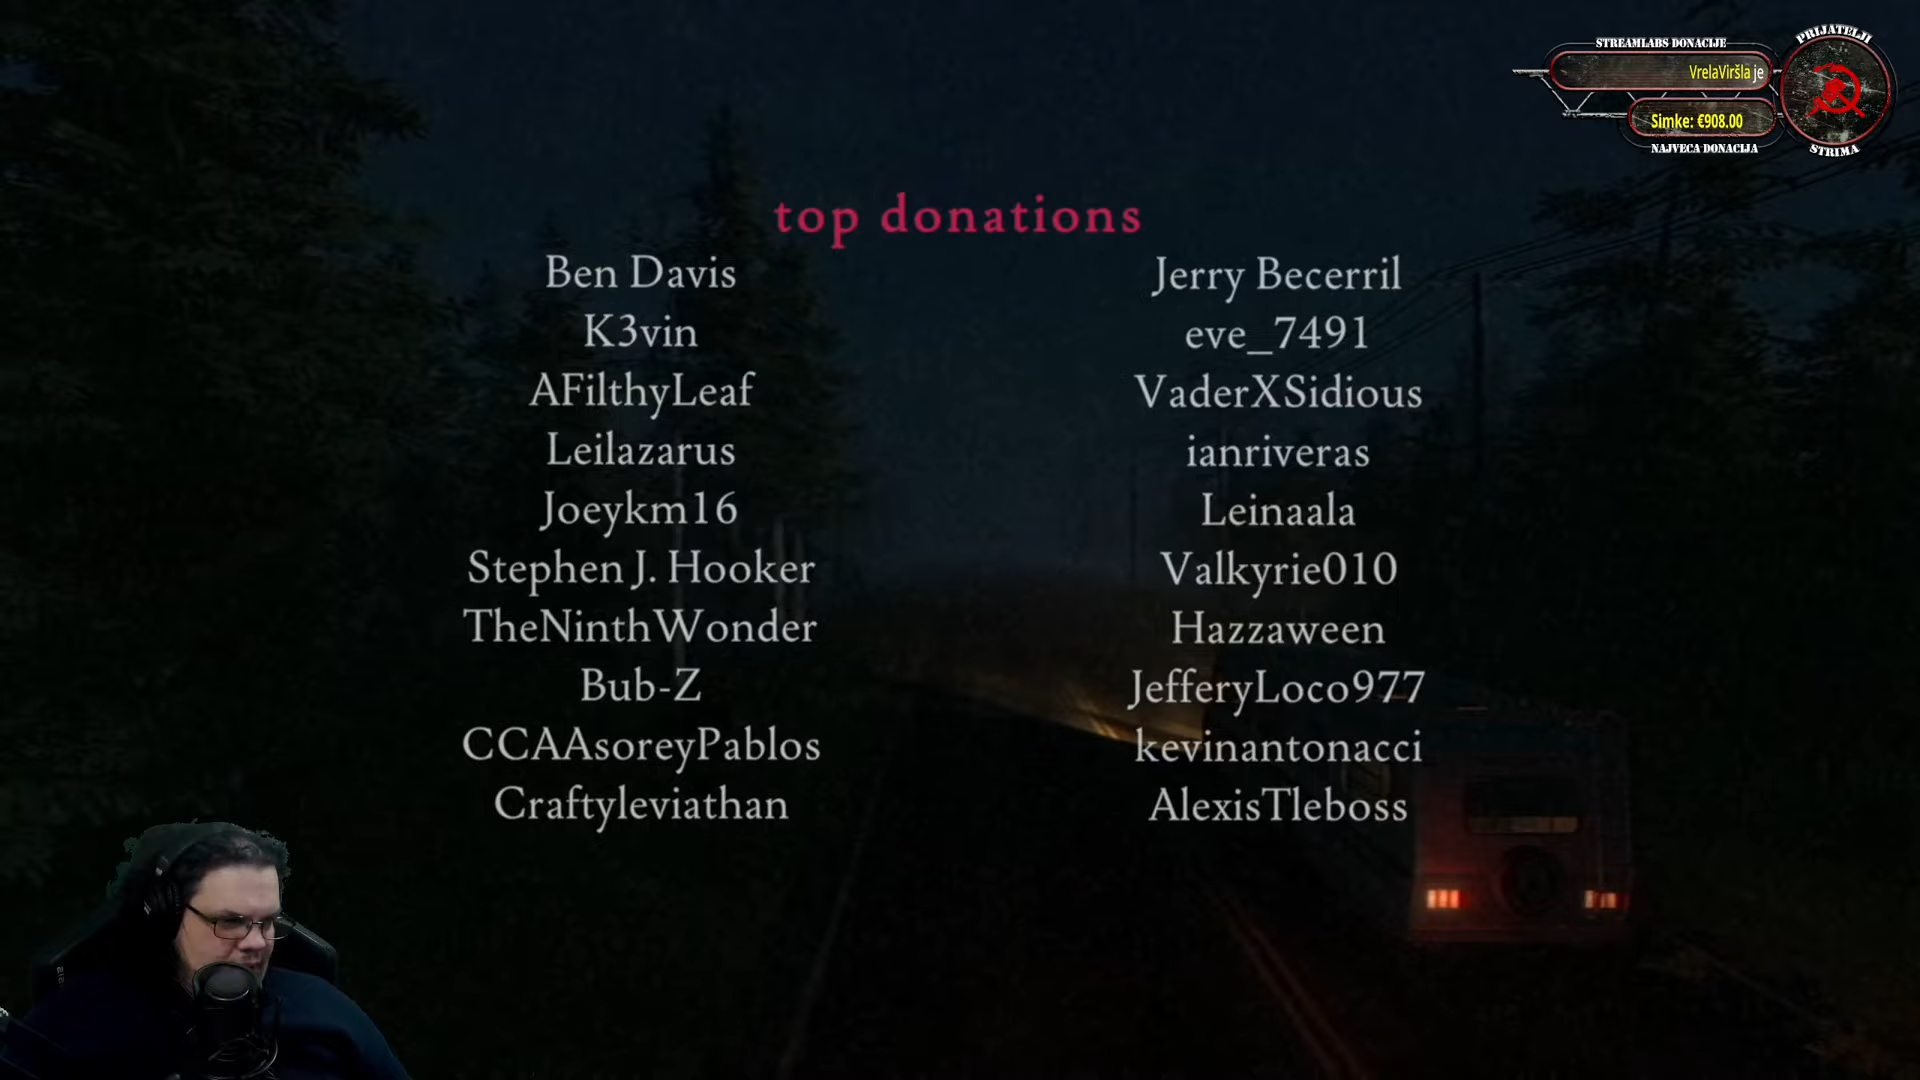 STREAMLABS DONACIJE
VrelaViršla je
Simke: €908.00
NAJVECA DONACIJA
PRIJATELJI
STRIMA
top donations
Ben Davis
K3vin
AFilthyLeaf
Leilazarus
Joeykm16
Stephen J. Hooker
TheNinthWonder
Bub-Z
CCAAsoreyPablos
Craftyleviathan
Jerry Becerril
eve_7491
VaderXSidious
ianriveras
Leinaala
Valkyrie010
Hazzaween
JefferyLoco977
kevinantonacci
AlexisTleboss